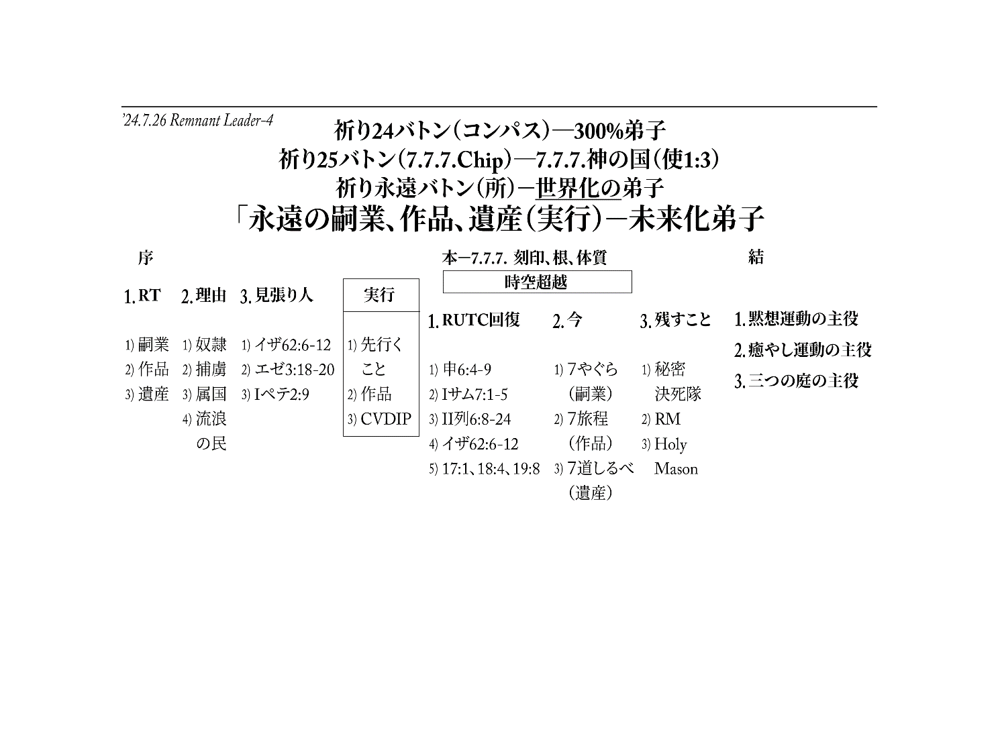 ’24.7.26 Remnant Leader-4
祈り24バトン（コンパス）―300%弟子
祈り25バトン（7.7.7.Chip）―7.7.7.神の国（使1:3）
祈り永遠バトン（所）－世界化の弟子
「永遠の嗣業、作品、遺産（実行）－未来化弟子
序
1. RT
1) 嗣業
2) 作品
3) 遺産
2. 理由
1) 奴隷
2) 捕虜
3) 属国
4) 流浪
の民
3. 見張り人
1) イザ62:6-12
2) エゼ3:18-20
3) Iペテ2:9
実行
1) 先行く
こと
2) 作品
3) CVDIP
本－7.7.7. 刻印、根、体質
時空超越
1. RUTC回復
1) 申6:4-9
2) Iサム7:1-5
3) II列6:8-24
4) イザ62:6-12
5) 17:1、18:4、19:8
2. 今
1) 7やぐら
（嗣業）
2) 7旅程
（作品）
3) 7道しるべ
（遺産）
3. 残すこと
1) 秘密
決死隊
2) RM
3) Holy
Mason
結
1. 黙想運動の主役
2. 癒やし運動の主役
3. 三つの庭の主役